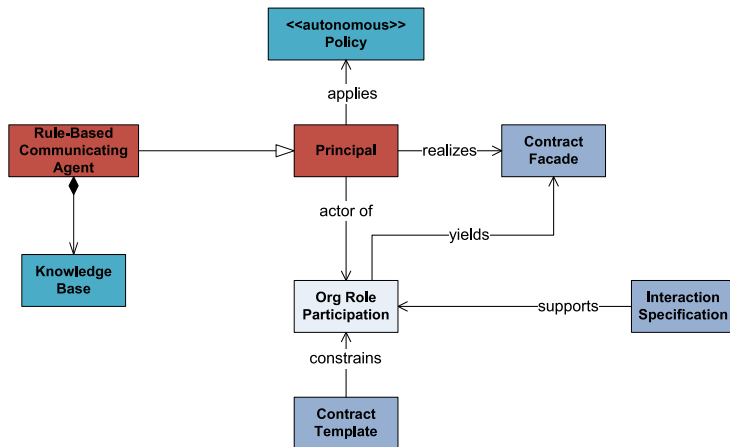 <<autonomous>>
Policy
applies
Rule-Based
Communicating
Agent
Principal
realizes
Contract
Facade
actor of
yields
Knowledge
Base
Org Role
Participation
supports
Interaction
Specification
constrains
Contract
Template